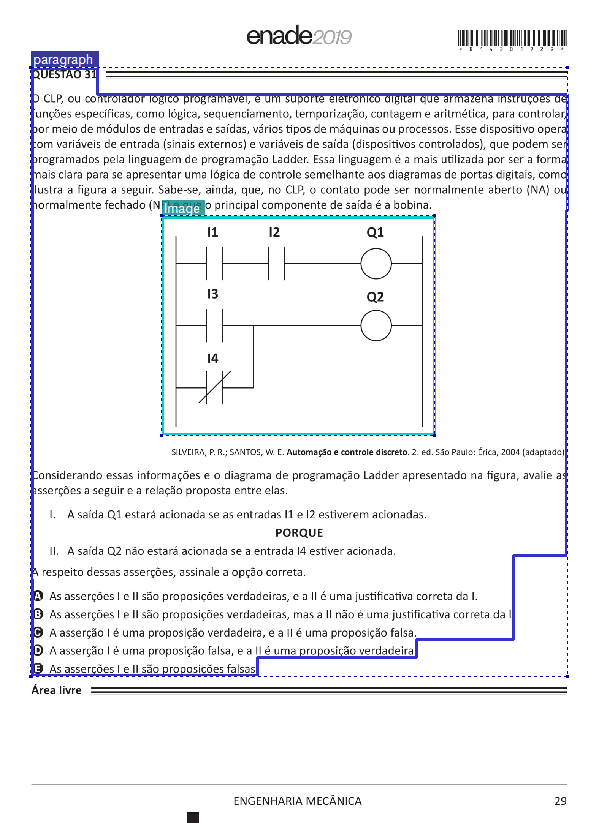 enade2019
paragraph
QUESTÃO 31
O CLP, ou controlador lógico programável, é um suporte eletrônico digital que armazena instruções de
funções específicas, como lógica, sequenciamento, temporização, contagem e aritmética, para controlar,
por meio de módulos de entradas e saídas, vários tipos de máquinas ou processos. Esse dispositivo opera
com variáveis de entrada (sinais externos) e variáveis de saída (dispositivos controlados), que podem ser
programados pela linguagem de programação Ladder. Essa linguagem é a mais utilizada por ser a forma
mais clara para se apresentar uma lógica de controle semelhante aos diagramas de portas digitais, como
ilustra a figura a seguir. Sabe-se, ainda, que, no CLP, o contato pode ser normalmente aberto (NA) ou
normalmente fechado (N o principal componente de saída é a bobina.
Image
I1 I2 Q1
I3 Q2
I4
SILVEIRA, P. R.; SANTOS, W. E. Automação e controle discreto. 2. ed. São Paulo: Érica, 2004 (adaptado).
Considerando essas informações e o diagrama de programação Ladder apresentado na figura, avalie as
asserções a seguir e a relação proposta entre elas.
I. A saída Q1 estará acionada se as entradas I1 e I2 estiverem acionadas.
PORQUE
II. A saída Q2 não estará acionada se a entrada I4 estiver acionada.
A respeito dessas asserções, assinale a opção correta.
A As asserções I e II são proposições verdadeiras, e a II é uma justificativa correta da I.
B As asserções I e II são proposições verdadeiras, mas a II não é uma justificativa correta da I.
C A asserção I é uma proposição verdadeira, e a II é uma proposição falsa.
D A asserção I é uma proposição falsa, e a II é uma proposição verdadeira.
E As asserções I e II são proposições falsas.
Área livre
ENGENHARIA MECÂNICA 29